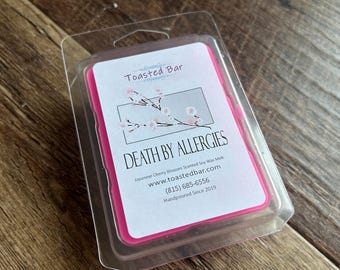 Toasted Bar
DEATH BY ALLERGIES
Japanese Cherry Blossom Scented Soy Wax Melt
www.toastedbar.com
(815) 685-6556
Handpoured Since 2019